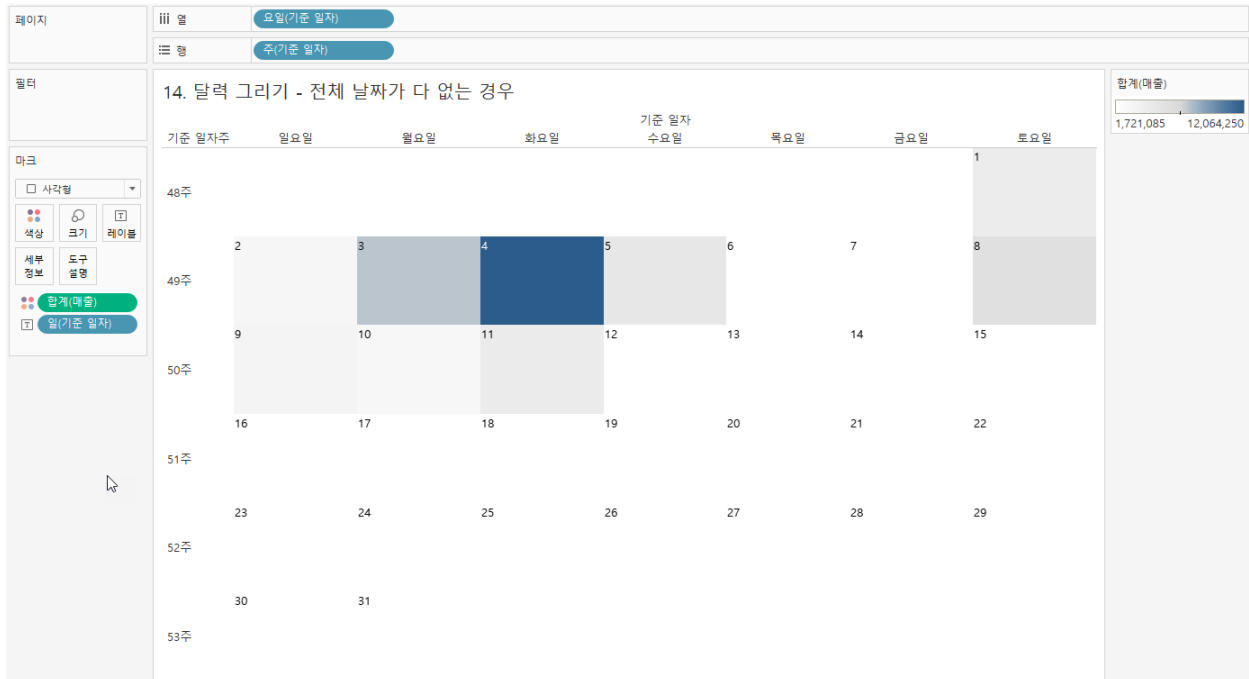 페이지
iii 열
요일(기준 일자)
행
주(기준 일자)
필터
마크
사각형
색상
크기
레이블
세부
정보
도구
설명
합계(매출)
일(기준 일자)
14. 달력 그리기 - 전체 날짜가 다 없는 경우
기준 일자
기준 일자주 일요일 월요일 화요일 수요일 목요일 금요일 토요일
1
48주
2 3 4 5 6 7 8
49주
9 10 11 12 13 14 15
50주
16 17 18 19 20 21 22
51주
23 24 25 26 27 28 29
52주
30 31
53주
합계(매출)
1,721,085 12,064,250